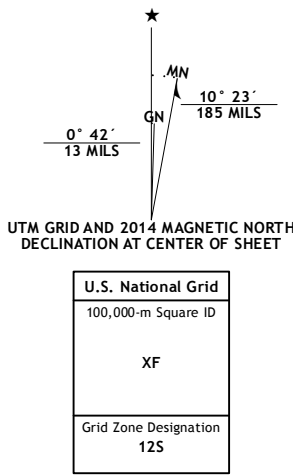 ★
MN
GN
10° 23´
185 MILS
0° 42´
13 MILS
UTM GRID AND 2014 MAGNETIC NORTH
DECLINATION AT CENTER OF SHEET
U.S. National Grid
100,000-m Square ID
XF
Grid Zone Designation
12S